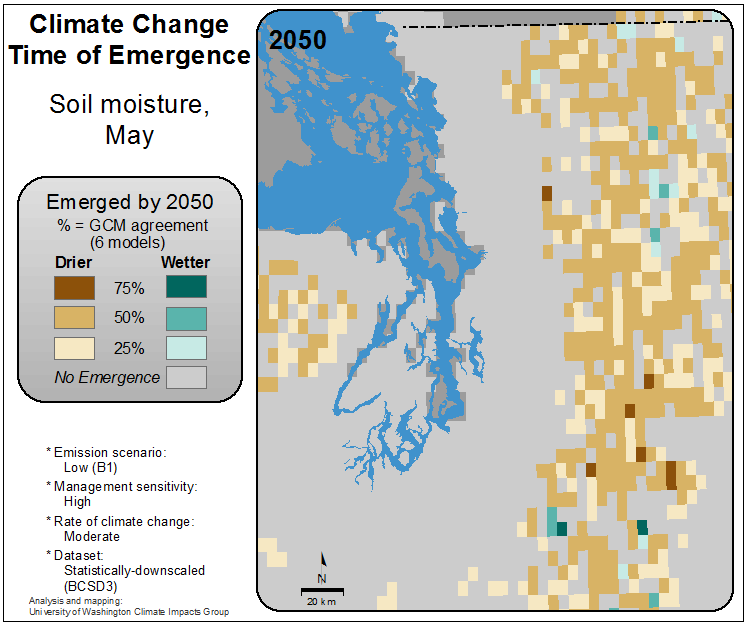 Climate Change
Time of Emergence
Soil moisture,
May
Emerged by 2050
% = GCM agreement
(6 models)
Drier Wetter
75%
50%
25%
No Emergence
* Emission scenario:
Low (B1)
* Management sensitivity:
High
* Rate of climate change:
Moderate
* Dataset:
Statistically-downscaled
(BCSD3)
Analysis and mapping:
University of Washington Climate Impacts Group
2050
N
20 km